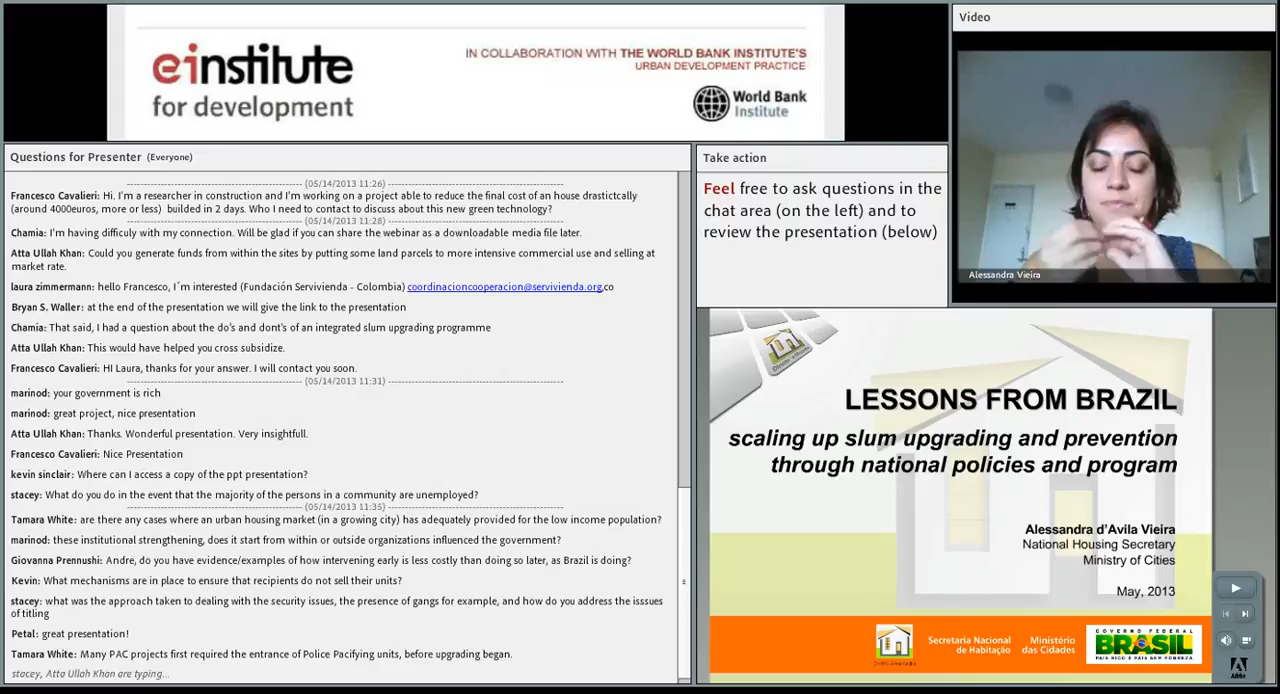 einstitute
for development
IN COLLABORATION WITH THE WORLD BANK INSTITUTE'S
URBAN DEVELOPMENT PRACTICE
World Bank
Institute
Video
Alessandra Vieira
Questions for Presenter (Everyone)
(05/14/2013 11:26)
Francesco Cavalieri: Hi, I'm a researcher in construction and I'm working on a project able to reduce the final cost of an house drastictcally
(around 4000euros, more or less) builded in 2 days. Who I need to contact to discuss about this new green technology?
(05/14/2013 11:28)
Chamia: I'm having difficuly with my connection. Will be glad if you can share the webinar as a downloadable media file later.
Atta Ullah Khan: Could you generate funds from within the sites by putting some land parcels to more intensive commercial use and selling at
market rate.
laura zimmermann: hello Francesco, I´m interested (Fundación Servivienda - Colombia) coordinacioncooperacion@servivienda.org,co
Bryan S. Waller: at the end of the presentation we will give the link to the presentation
Chamia: That said, I had a question about the do's and dont's of an integrated slum upgrading programme
Atta Ullah Khan: This would have helped you cross subsidize.
Francesco Cavalieri: HI Laura, thanks for your answer. I will contact you soon.
(05/14/2013 11:31)
marinod: your government is rich
marinod: great project, nice presentation
Atta Ullah Khan: Thanks. Wonderful presentation. Very insightfull.
Francesco Cavalieri: Nice Presentation
kevin sinclair: Where can I access a copy of the ppt presentation?
stacey: What do you do in the event that the majority of the persons in a community are unemployed?
(05/14/2013 11:35)
Tamara White: are there any cases where an urban housing market (in a growing city) has adequately provided for the low income population?
marinod: these institutional strengthening, does it start from within or outside organizations influenced the government?
Giovanna Prennushi: Andre, do you have evidence/examples of how intervening early is less costly than doing so later, as Brazil is doing?
Kevin: What mechanisms are in place to ensure that recipients do not sell their units?
stacey: what was the approach taken to dealing with the security issues, the presence of gangs for example, and how do you address the isssues
of titling
Petal: great presentation!
Tamara White: Many PAC projects first required the entrance of Police Pacifying units, before upgrading began.
stacey, Atta Ullah Khan are typing...
Take action
Feel free to ask questions in the
chat area (on the left) and to
review the presentation (below)
LESSONS FROM BRAZIL
scaling up slum upgrading and prevention
through national policies and program
Alessandra d'Avila Vieira
National Housing Secretary
Ministry of Cities
May, 2013
Secretaria Nacional
de Habitação
Ministério
das Cidades
GOVERNO FEDERAL
BRASIL
PAÍS RICO É PAÍS SEM POBREZA
Adobe